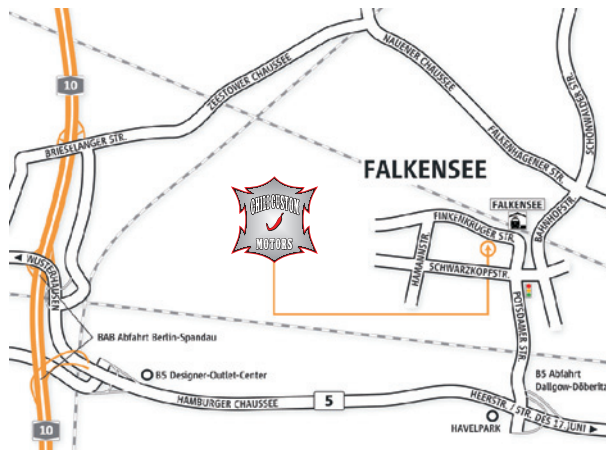 10
ZEESTOWER CHAUSSEE
NAUENER CHAUSSEE
SCHÖNWALDER STR.
BRIESELANGER STR.
FALKENHAGENER STR.
FALKENSEE
FALKENSEE
CHILI CUSTOM
MOTORS
FINKENKRUGER STR.
BAHNHOFSTR.
HAMANNSTR.
SCHWARZKOPFSTR.
WUSTERHAUSEN
POTSDAMER STR.
BAB Abfahrt Berlin-Spandau
B5 Designer-Outlet-Center
B5 Abfahrt
Dallgow-Döberitz
HAMBURGER CHAUSSEE
5
HEERSTR. / STR. DES 17. JUNI
HAVELPARK
10